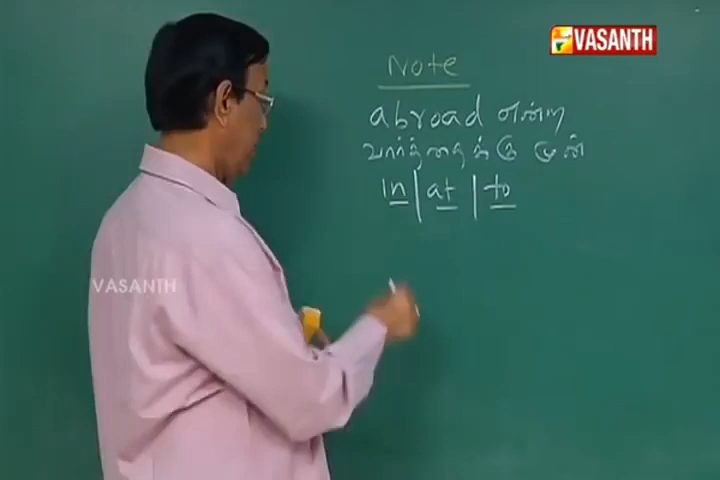 VASANTH
Note
abroad என்ற
வார்த்தைக்கு முன்
in | at | to
VASANTH